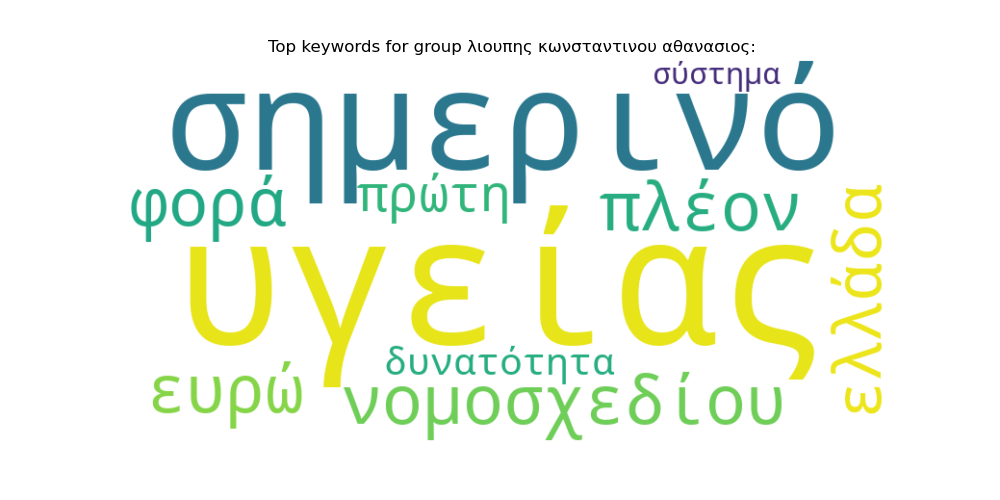 Top keywords for group λιουπης κωνσταντινου αθανασιος:
σύστημα
σημερινό
φορά
πρώτη
πλέον
υγείας
ελλάδα
δυνατότητα
ευρώ
νομοσχεδίου